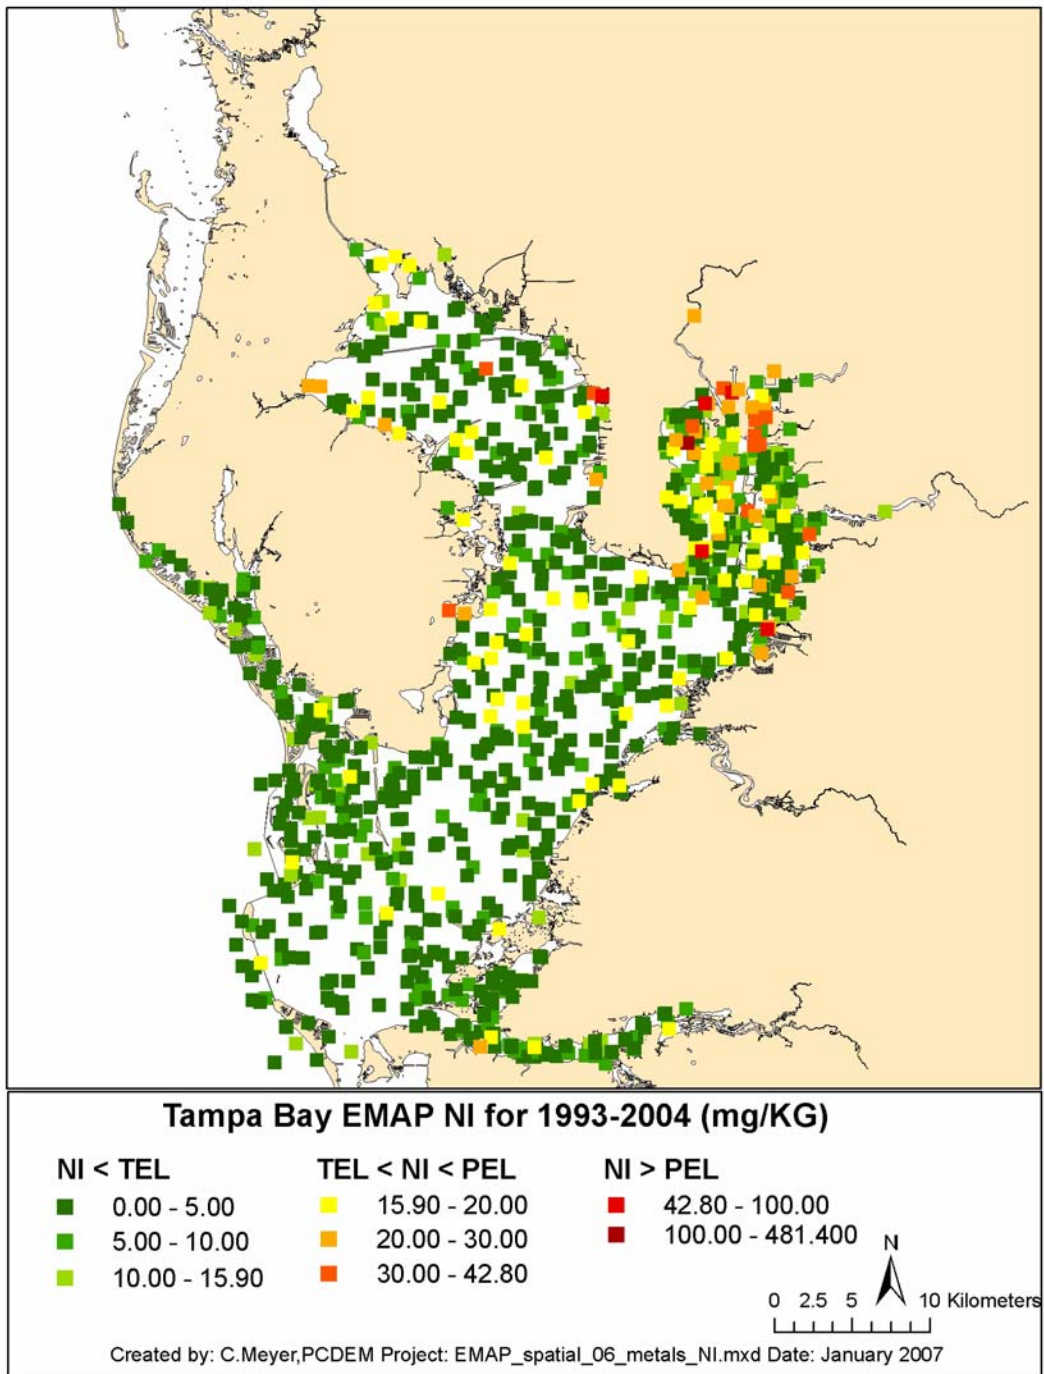 Tampa Bay EMAP NI for 1993-2004 (mg/KG)
NI < TEL
0.00 - 5.00
5.00 - 10.00
10.00 - 15.90
TEL < NI < PEL
15.90 - 20.00
20.00 - 30.00
30.00 - 42.80
NI > PEL
42.80 - 100.00
100.00 - 481.400
N
0 2.5 5 10 Kilometers
Created by: C.Meyer,PCDEM Project: EMAP_spatial_06_metals_NI.mxd Date: January 2007